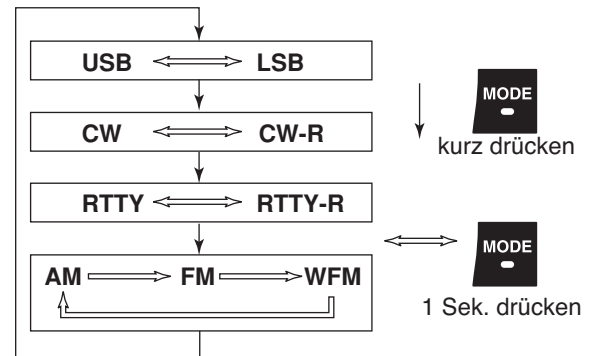 USB LSB
CW CW-R
RTTY RTTY-R
AM FM WFM
MODE
kurz drücken
MODE
1 Sek. drücken